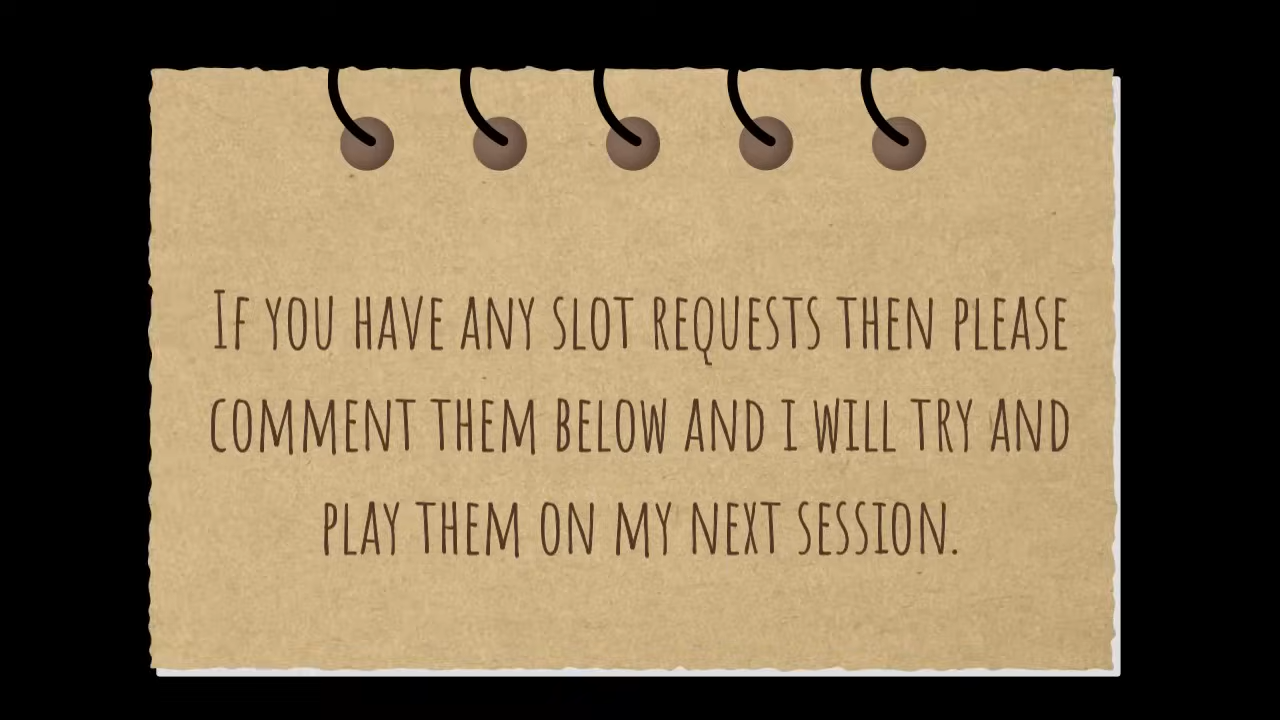 If you have any slot requests then please
comment them below and I will try and
play them on my next session.